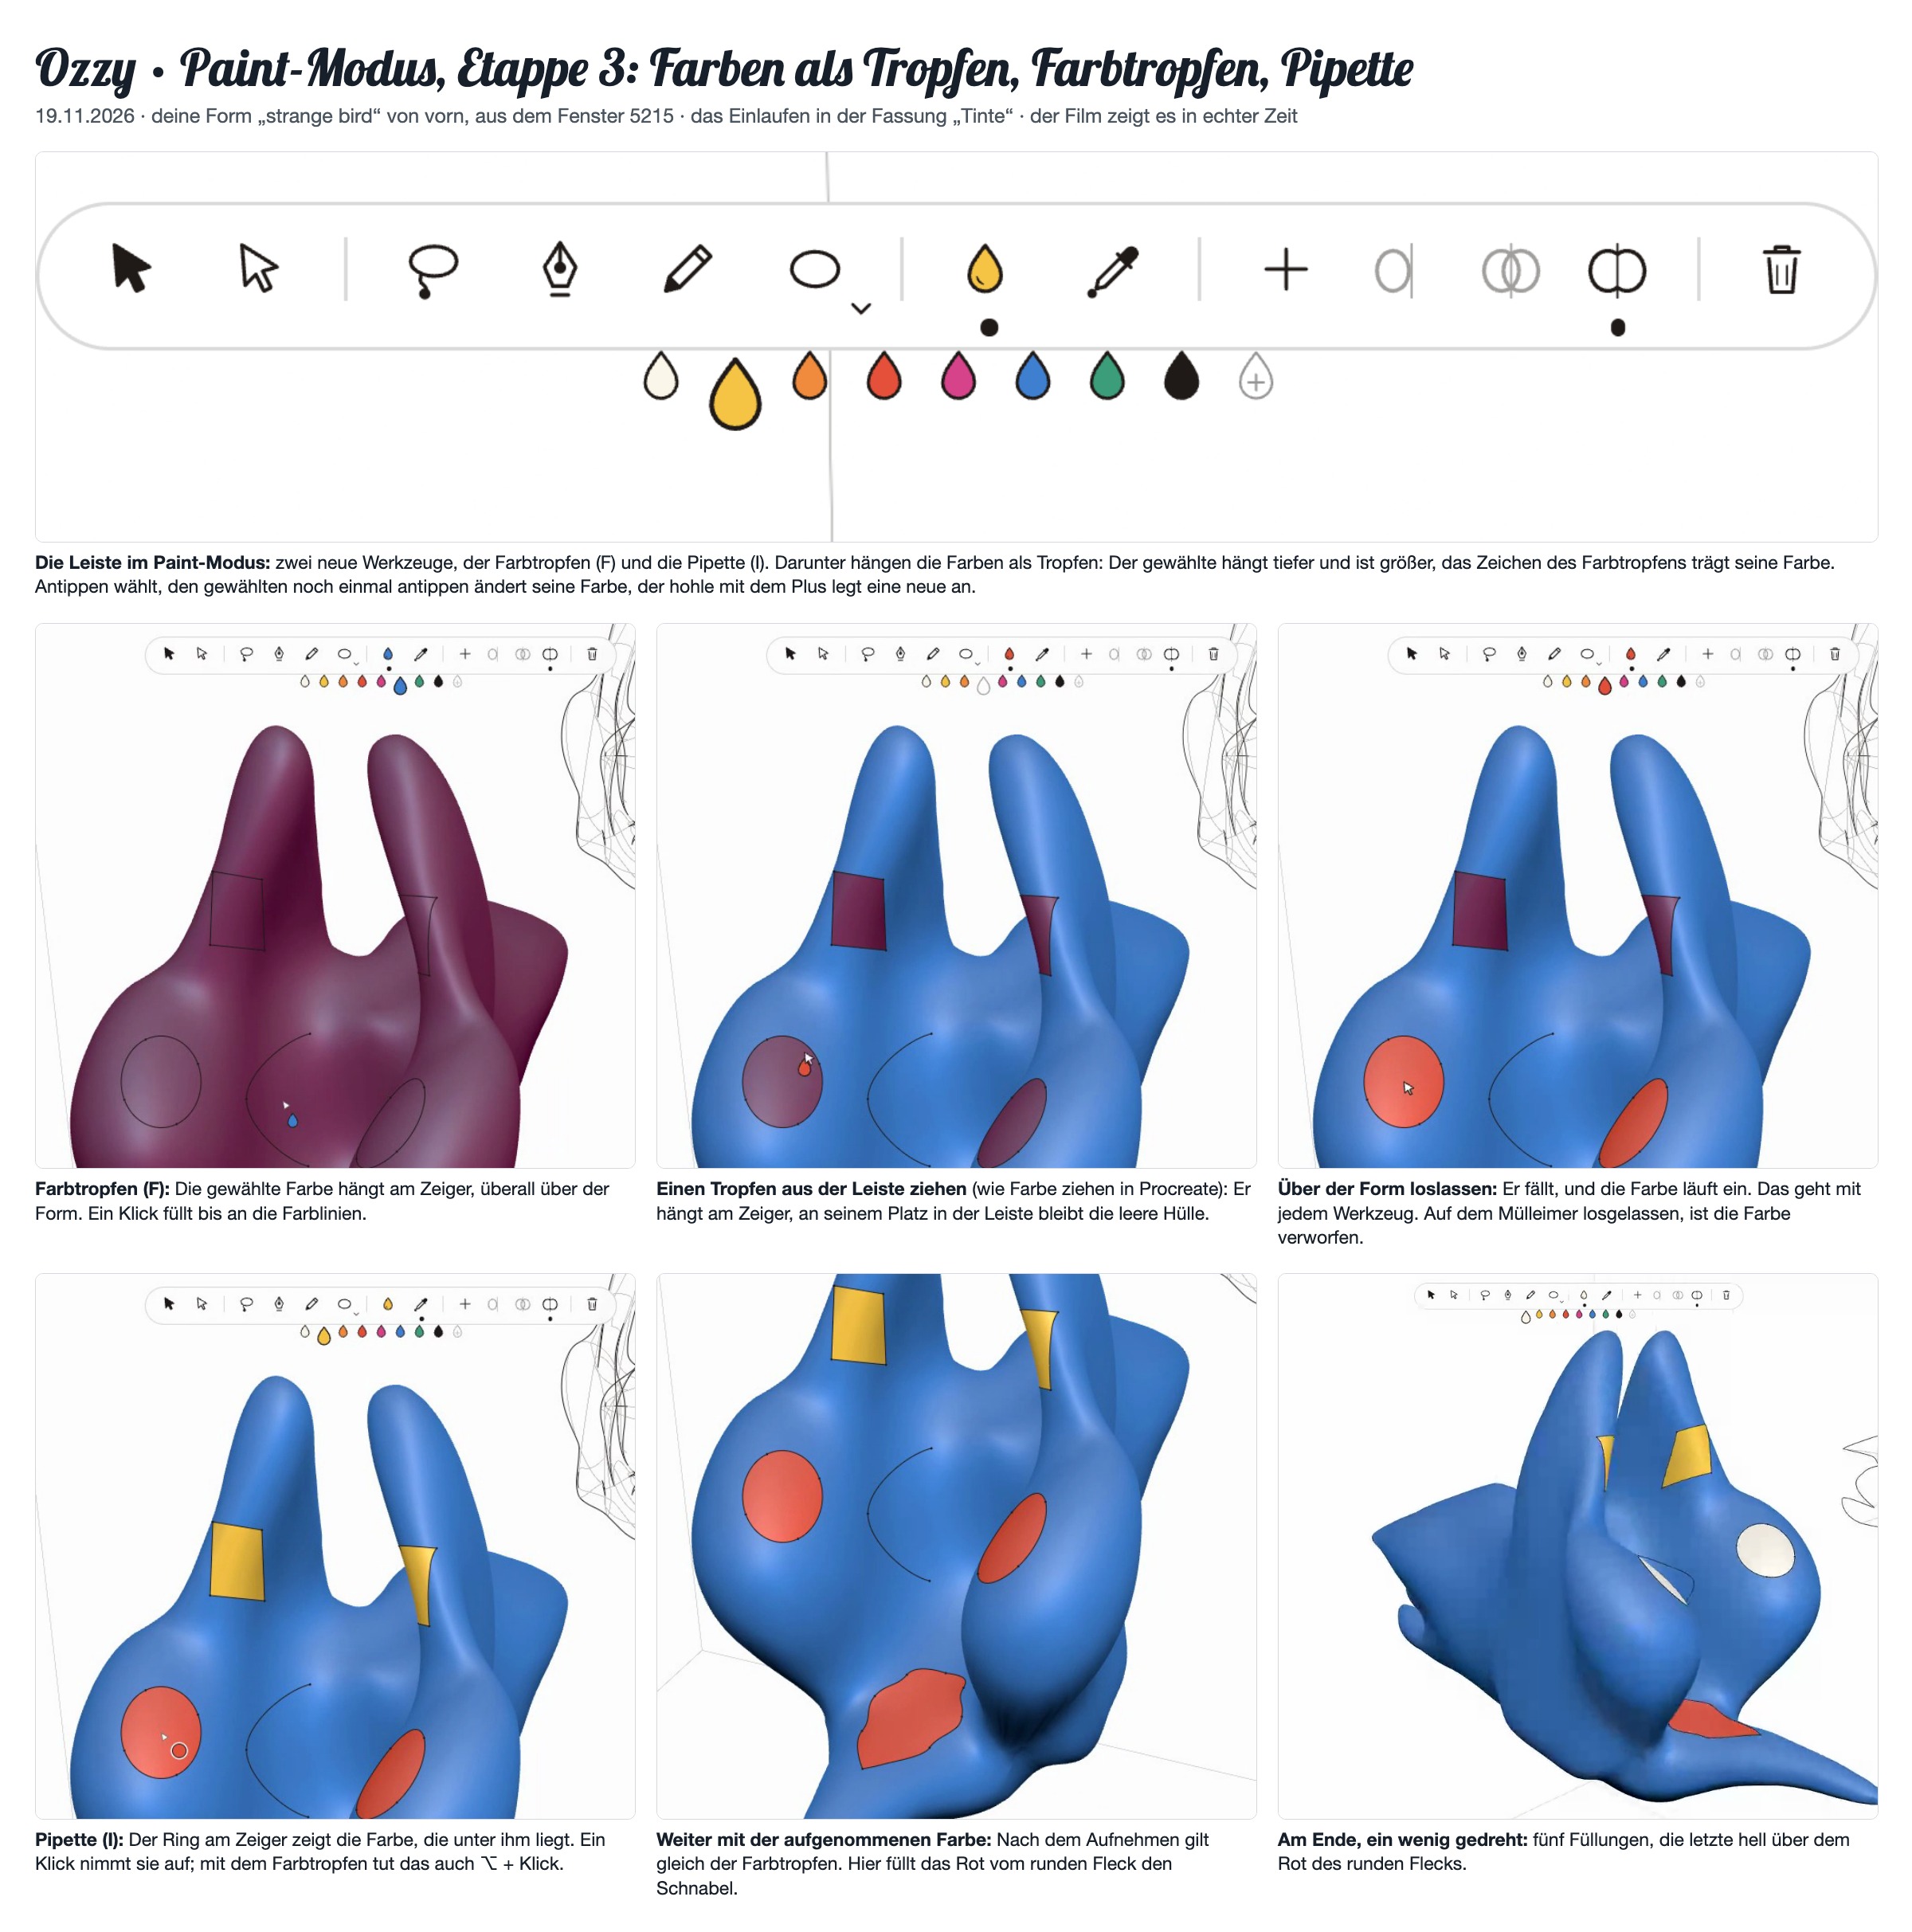 Ozzy · Paint-Modus, Etappe 3: Farben als Tropfen, Farbtropfen, Pipette
19.11.2026 · deine Form „strange bird“ von vorn, aus dem Fenster 5215 · das Einlaufen in der Fassung „Tinte“ · der Film zeigt es in echter Zeit
Die Leiste im Paint-Modus: zwei neue Werkzeuge, der Farbtropfen (F) und die Pipette (I). Darunter hängen die Farben als Tropfen: Der gewählte hängt tiefer und ist größer, das Zeichen des Farbtropfens trägt seine Farbe.
Antippen wählt, den gewählten noch einmal antippen ändert seine Farbe, der hohle mit dem Plus legt eine neue an.
Farbtropfen (F): Die gewählte Farbe hängt am Zeiger, überall über der
Form. Ein Klick füllt bis an die Farblinien.
Einen Tropfen aus der Leiste ziehen (wie Farbe ziehen in Procreate): Er
hängt am Zeiger, an seinem Platz in der Leiste bleibt die leere Hülle.
Über der Form loslassen: Er fällt, und die Farbe läuft ein. Das geht mit
jedem Werkzeug. Auf dem Mülleimer losgelassen, ist die Farbe
verworfen.
Pipette (I): Der Ring am Zeiger zeigt die Farbe, die unter ihm liegt. Ein
Klick nimmt sie auf; mit dem Farbtropfen tut das auch ⌥ + Klick.
Weiter mit der aufgenommenen Farbe: Nach dem Aufnehmen gilt
gleich der Farbtropfen. Hier füllt das Rot vom runden Fleck den
Schnabel.
Am Ende, ein wenig gedreht: fünf Füllungen, die letzte hell über dem
Rot des runden Flecks.